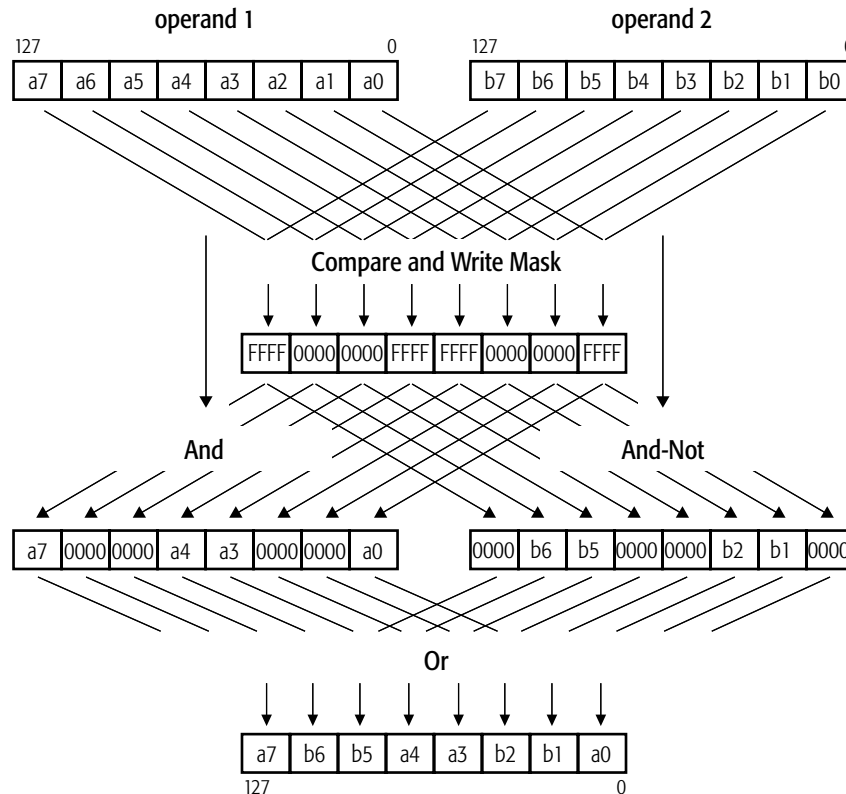 operand 1 operand 2
127 0 127
a7 a6 a5 a4 a3 a2 a1 a0 b7 b6 b5 b4 b3 b2 b1 b0
Compare and Write Mask
FFFF 0000 0000 FFFF FFFF 0000 0000 FFFF
And And-Not
a7 0000 0000 a4 a3 0000 0000 a0 0000 b6 b5 0000 0000 b2 b1 0000
Or
a7 b6 b5 a4 a3 b2 b1 a0
127 0